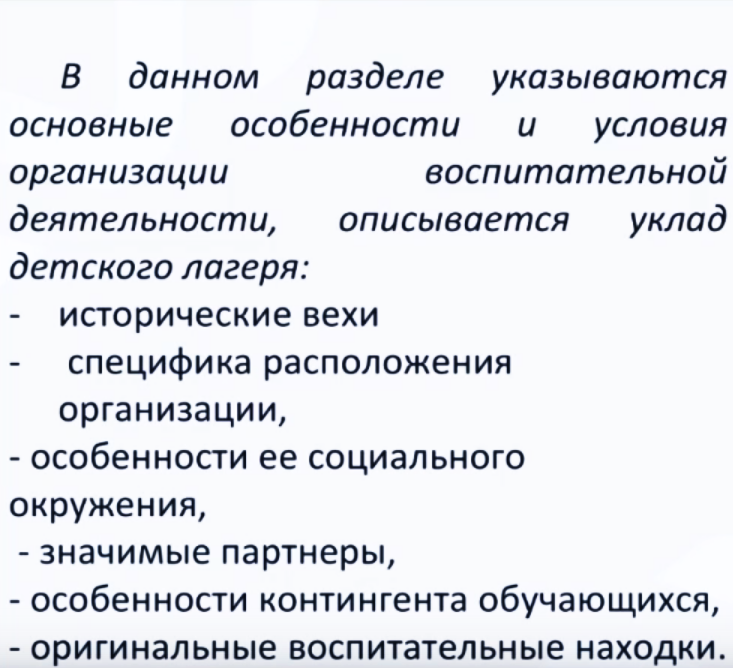 В данном разделе указываются
основные особенности и условия
организации воспитательной
деятельности, описывается уклад
детского лагеря:
- исторические вехи
- специфика расположения
организации,
- особенности ее социального
окружения,
- значимые партнеры,
- особенности контингента обучающихся,
- оригинальные воспитательные находки.